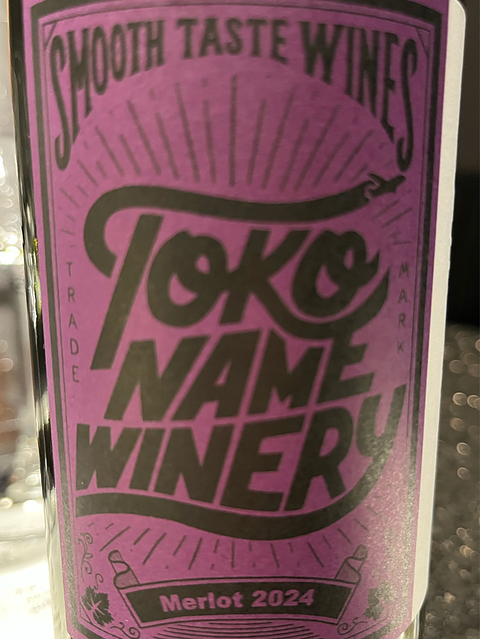 SMOOTH TASTE WINES
TOKO
NAME
WINERY
TRADE
MARK
Merlot 2024